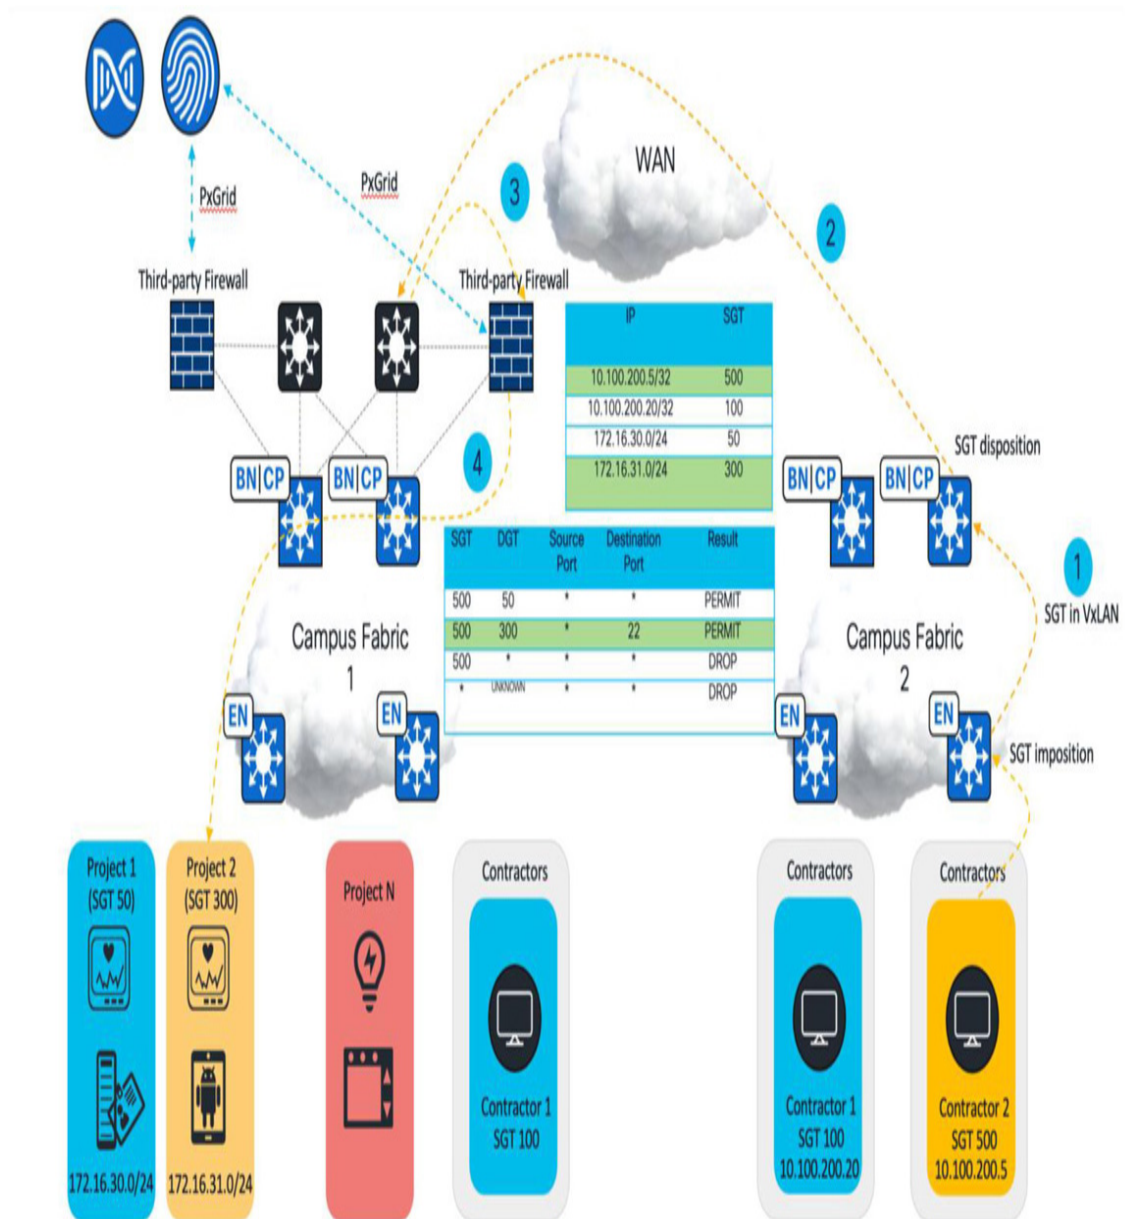 WAN
3
2
PxGrid
PxGrid
Third-party Firewall
Third-party Firewall
IP SGT
10.100.200.5/32 500
10.100.200.20/32 100
172.16.30.0/24 50
172.16.31.0/24 300
4
SGT disposition
BN|CP
BN|CP
BN|CP
BN|CP
SGT DGT Source Port Destination Port Result
500 50 * * PERMIT
500 300 * 22 PERMIT
500 * * * DROP
* UNKNOWN * * DROP
1
SGT in VxLAN
Campus Fabric
1
Campus Fabric
2
EN
EN
EN
EN
SGT imposition
Project 1
(SGT 50)
172.16.30.0/24
Project 2
(SGT 300)
172.16.31.0/24
Project N
Contractors
Contractor 1
SGT 100
Contractors
Contractor 1
SGT 100
10.100.200.20
Contractors
Contractor 2
SGT 500
10.100.200.5